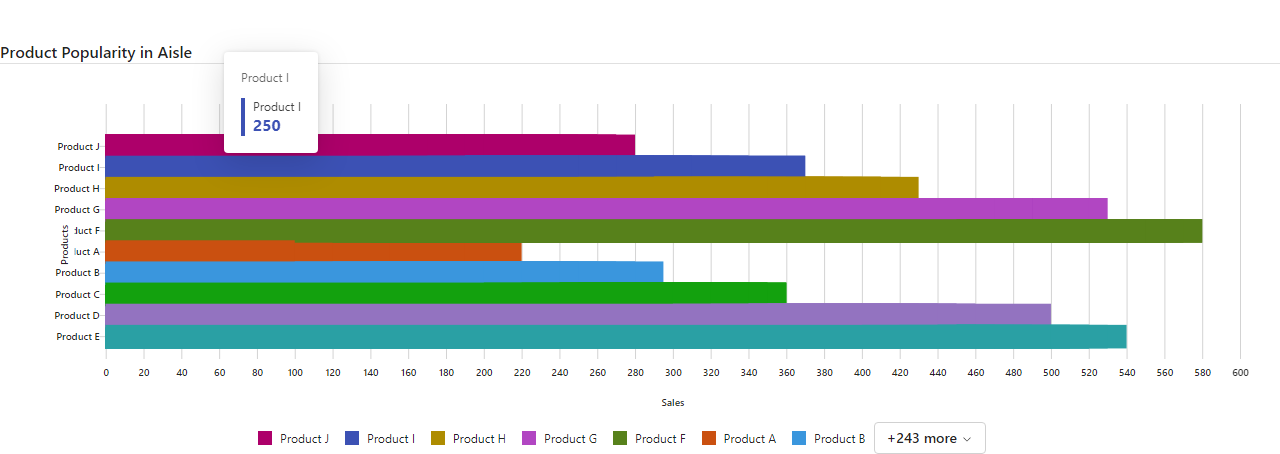 Product Popularity in Aisle
Product I
Product I
250
Product J
Product I
Product H
Product G
duct F
duct A
Product B
Product C
Product D
Product E
Products
0 20 40 60 80 100 120 140 160 180 200 220 240 260 280 300 320 340 360 380 400 420 440 460 480 500 520 540 560 580 600
Sales
Product J Product I Product H Product G Product F Product A Product B +243 more